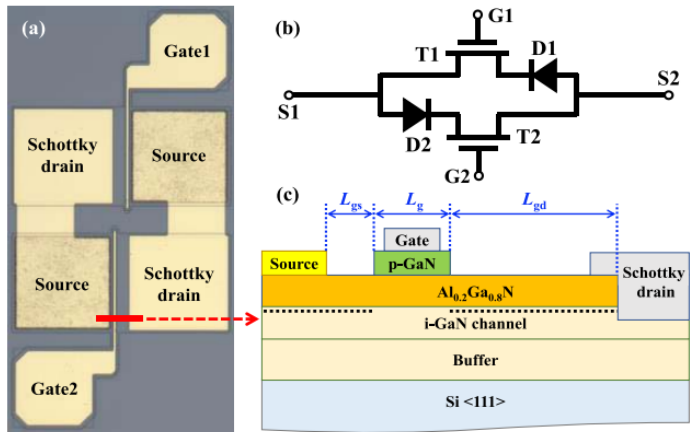 (a)
Gate1
Schottky
drain
Source
Source
Schottky
drain
Gate2
(b)
G1
T1
D1
S1
S2
D2
T2
G2
(c)
Lgs
Lg
Lgd
Gate
Source
p-GaN
Schottky
drain
Al0.2Ga0.8N
i-GaN channel
Buffer
Si <111>